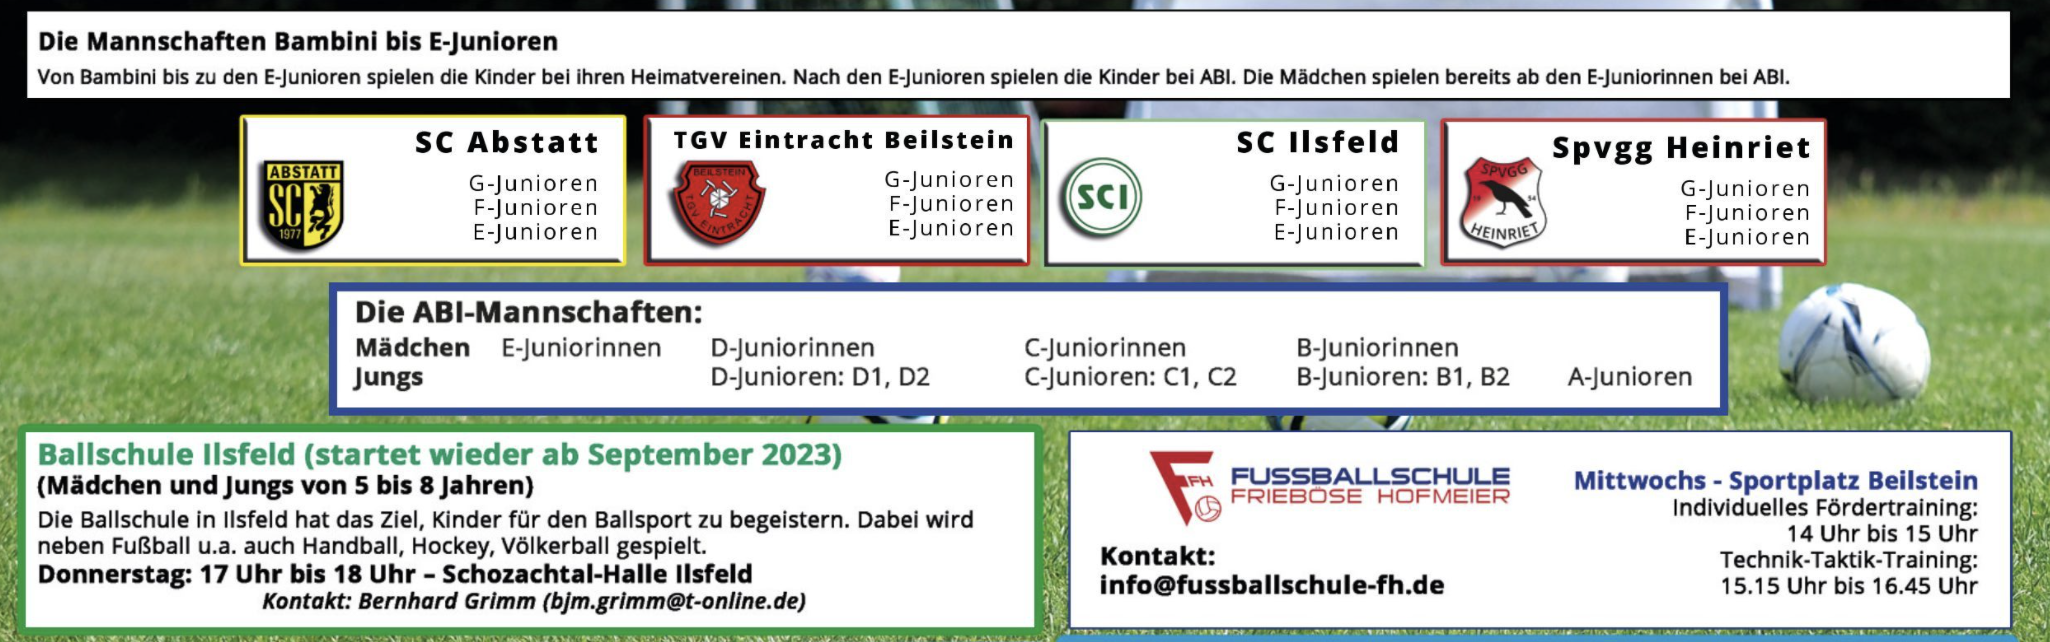 Die Mannschaften Bambini bis E-Junioren
Von Bambini bis zu den E-Junioren spielen die Kinder bei ihren Heimatvereinen. Nach den E-Junioren spielen die Kinder bei ABI. Die Mädchen spielen bereits ab den E-Juniorinnen bei ABI.
SC Abstatt
ABSTATT
SC
1977
G-Junioren
F-Junioren
E-Junioren
TGV Eintracht Beilstein
BEILSTEIN
TGV EINTRACHT
G-Junioren
F-Junioren
E-Junioren
SC Ilsfeld
SCI
G-Junioren
F-Junioren
E-Junioren
Spvgg Heinriet
SPVGG
19 54
HEINRIET
G-Junioren
F-Junioren
E-Junioren
Die ABI-Mannschaften:
Mädchen E-Juniorinnen D-Juniorinnen C-Juniorinnen B-Juniorinnen
Jungs D-Junioren: D1, D2 C-Junioren: C1, C2 B-Junioren: B1, B2 A-Junioren
Ballschule Ilsfeld (startet wieder ab September 2023)
(Mädchen und Jungs von 5 bis 8 Jahren)
Die Ballschule in Ilsfeld hat das Ziel, Kinder für den Ballsport zu begeistern. Dabei wird
neben Fußball u.a. auch Handball, Hockey, Völkerball gespielt.
Donnerstag: 17 Uhr bis 18 Uhr – Schozachtal-Halle Ilsfeld
Kontakt: Bernhard Grimm (bjm.grimm@t-online.de)
FH
FUSSBALLSCHULE
FRIEBÖSE HOFMEIER
Kontakt:
info@fussballschule-fh.de
Mittwochs - Sportplatz Beilstein
Individuelles Fördertraining:
14 Uhr bis 15 Uhr
Technik-Taktik-Training:
15.15 Uhr bis 16.45 Uhr